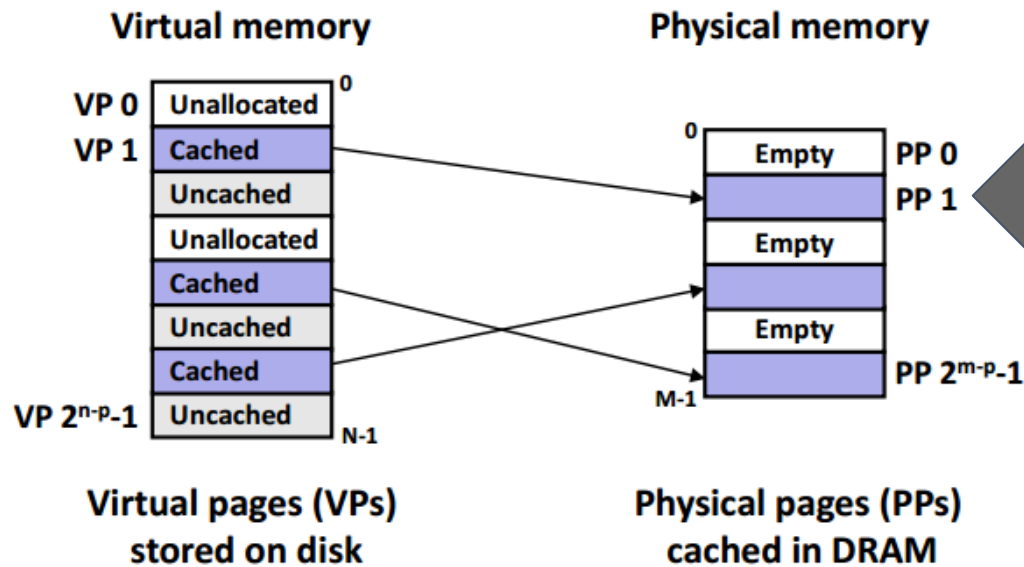 Virtual memory
Physical memory
0
VP 0 Unallocated
VP 1 Cached
Uncached
Unallocated
Cached
Uncached
Cached
VP 2ⁿ⁻ᵖ-1 Uncached
N-1
0
Empty PP 0
PP 1
Empty
Empty
PP 2ᵐ⁻ᵖ-1
M-1
Virtual pages (VPs)
stored on disk
Physical pages (PPs)
cached in DRAM